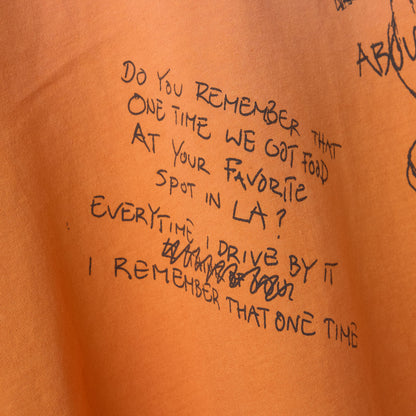 DO YOU REMEMBER THAT
ONE TIME WE GOT FOOD
AT YOUR FAVORITE
SPOT IN LA?
EVERYTIME I DRIVE BY IT
I REMEMBER THAT ONE TIME